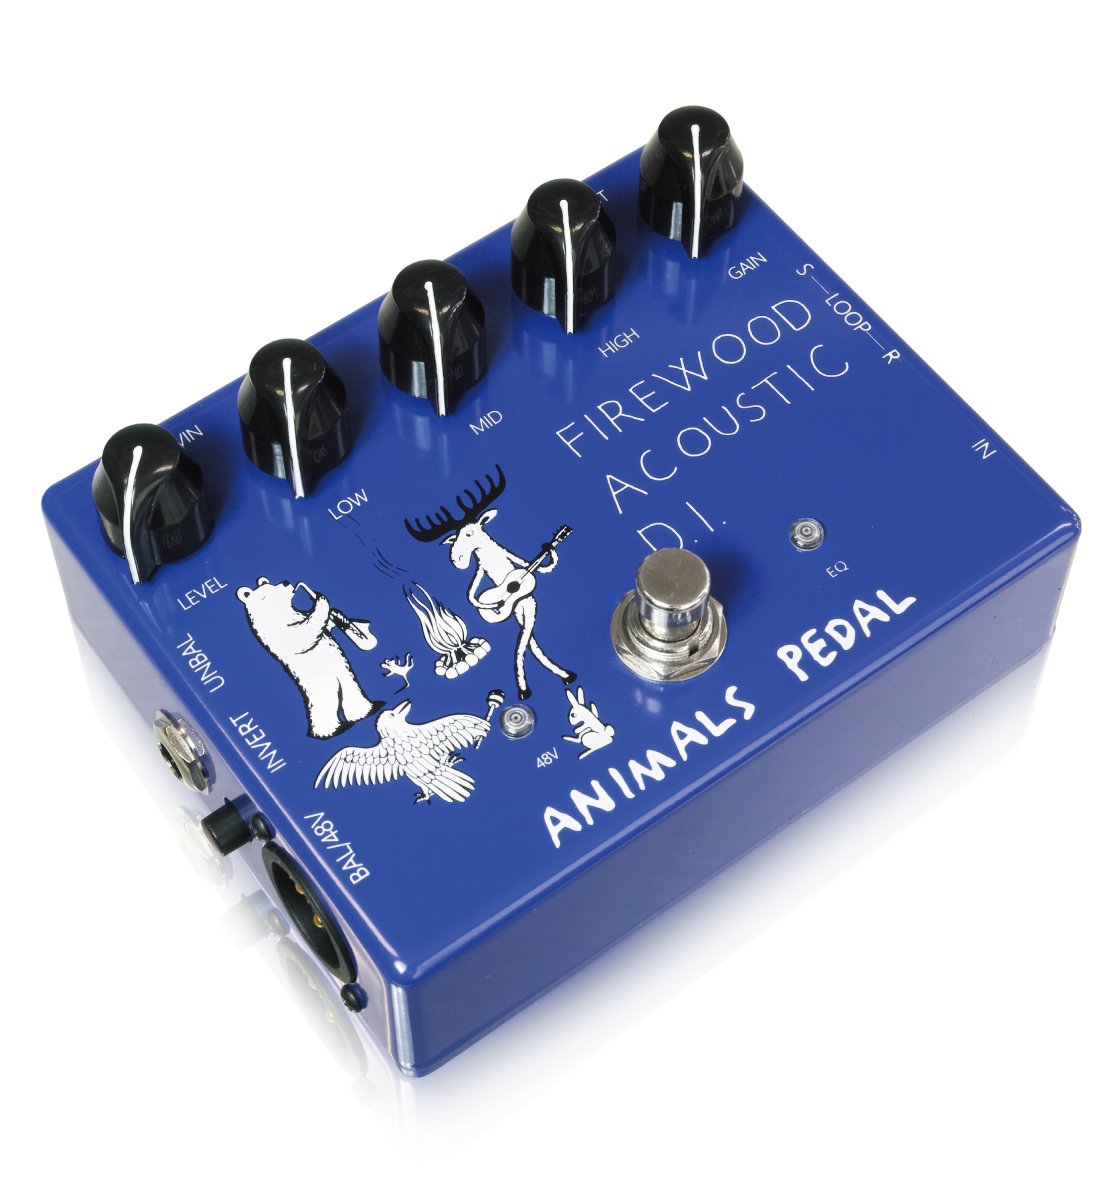 GAIN
HIGH
MID
LOW
LEVEL
S—LOOP—R
IN
FIREWOOD
ACOUSTIC
D.I.
EQ
UNBAL
INVERT
BAL/48V
48V
ANIMALS PEDAL